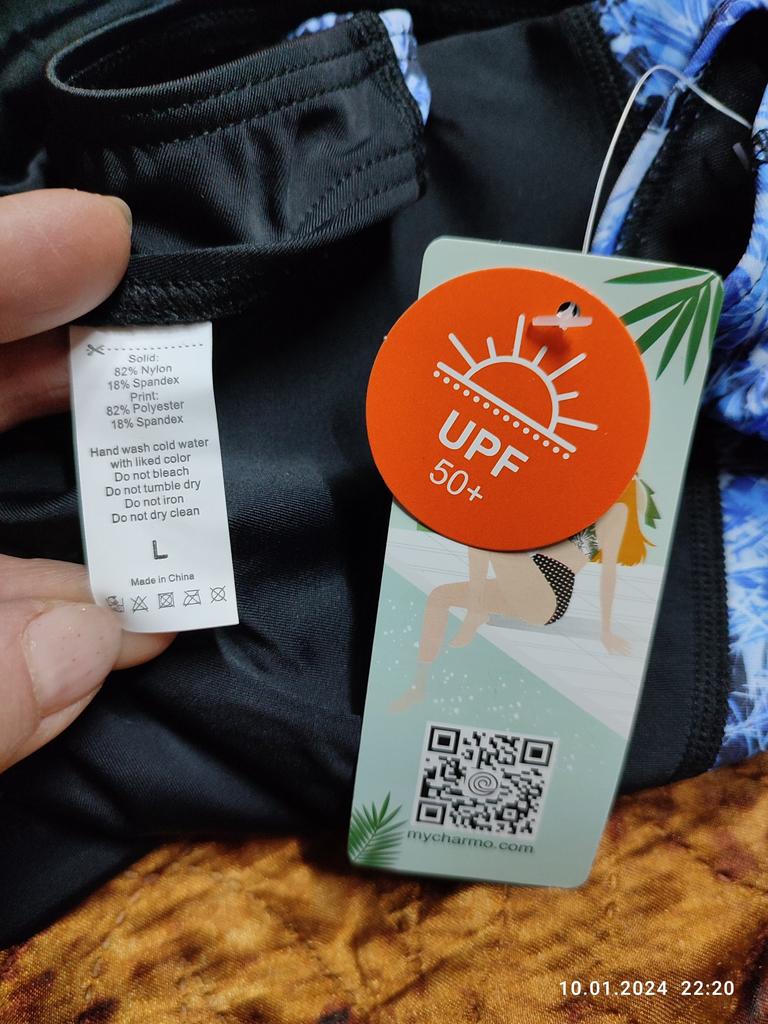 Solid:
82% Nylon
18% Spandex
Print:
82% Polyester
18% Spandex
Hand wash cold water
with liked color
Do not bleach
Do not tumble dry
Do not iron
Do not dry clean
L
Made in China
UPF
50+
mycharmo.com
10.01.2024 22:20